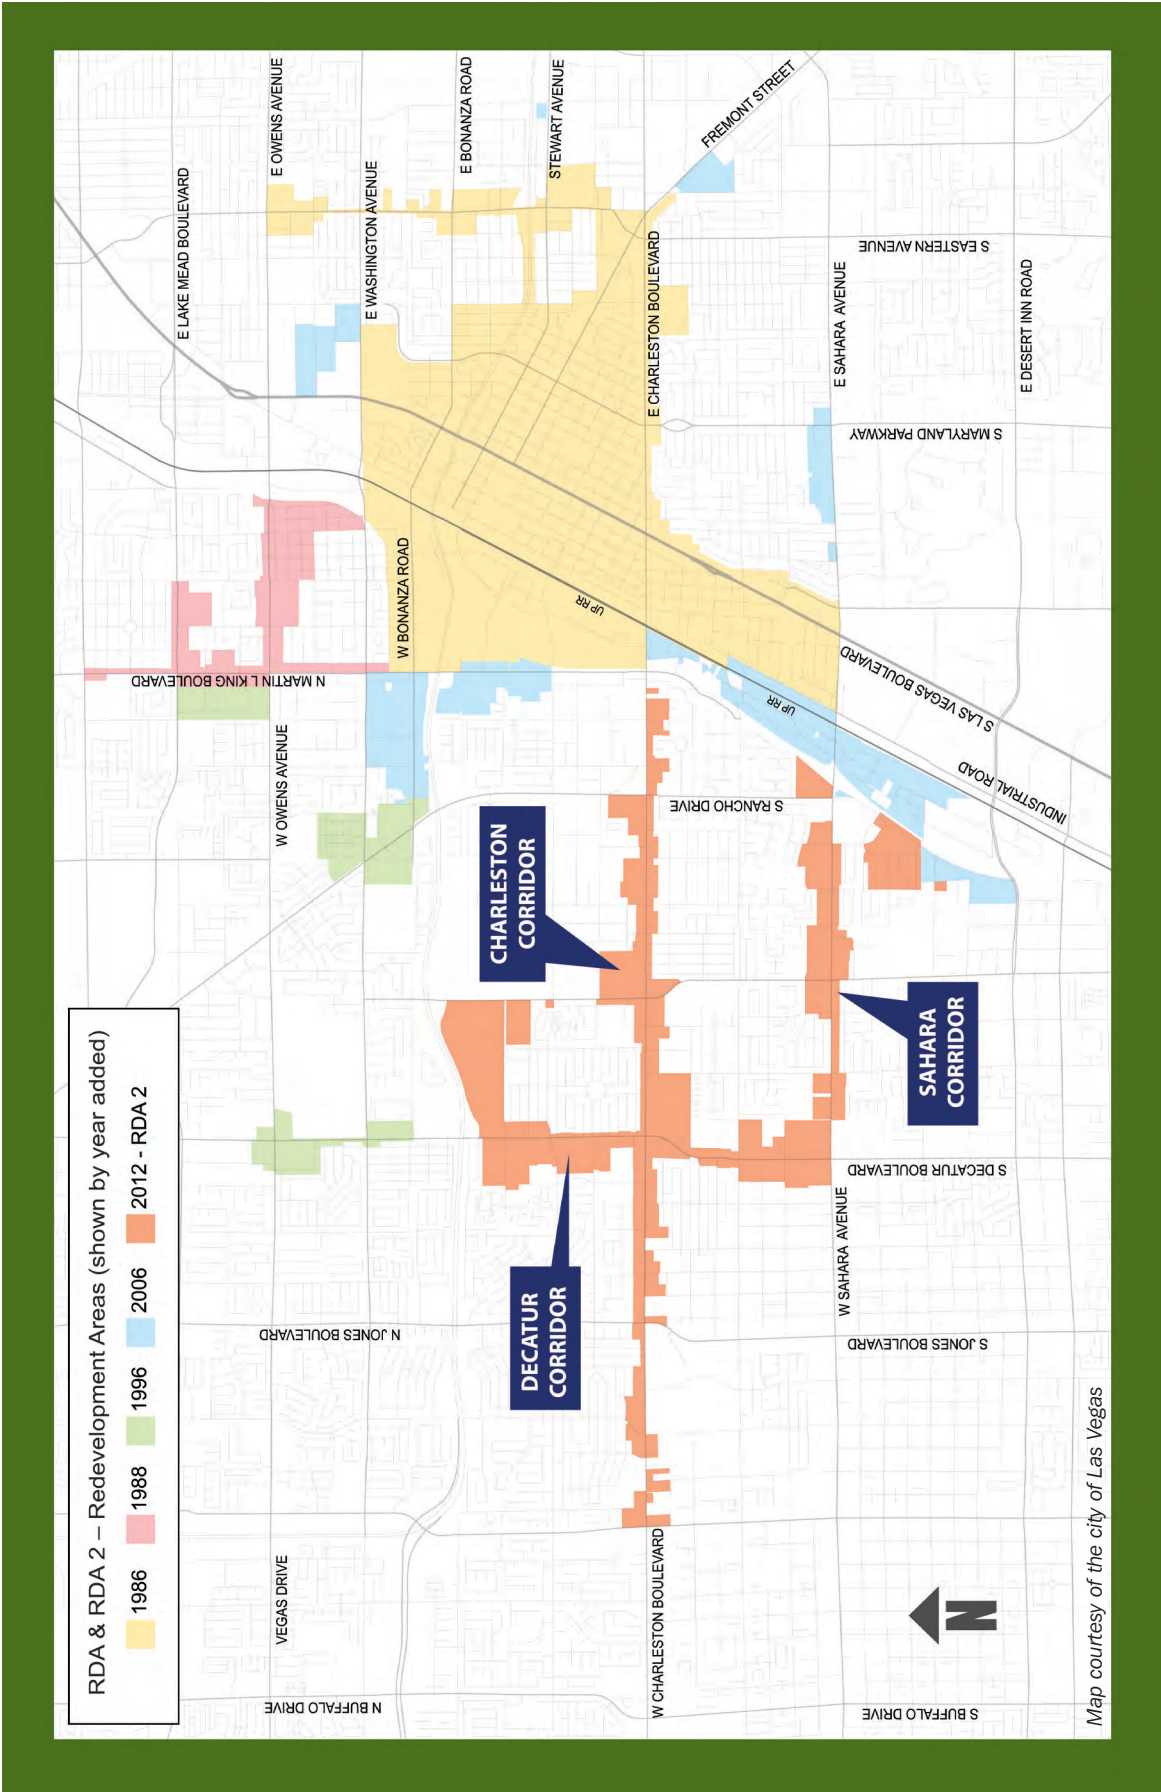 RDA & RDA 2 – Redevelopment Areas (shown by year added)
1986 1988 1996 2006 2012 - RDA 2
E OWENS AVENUE
E BONANZA ROAD
STEWART AVENUE
FREMONT STREET
E LAKE MEAD BOULEVARD
E WASHINGTON AVENUE
E CHARLESTON BOULEVARD
S EASTERN AVENUE
E SAHARA AVENUE
E DESERT INN ROAD
S MARYLAND PARKWAY
W BONANZA ROAD
UP RR
N MARTIN L KING BOULEVARD
S LAS VEGAS BOULEVARD
UP RR
INDUSTRIAL ROAD
W OWENS AVENUE
S RANCHO DRIVE
CHARLESTON
CORRIDOR
SAHARA
CORRIDOR
S DECATUR BOULEVARD
W SAHARA AVENUE
DECATUR
CORRIDOR
N JONES BOULEVARD
S JONES BOULEVARD
VEGAS DRIVE
W CHARLESTON BOULEVARD
N BUFFALO DRIVE
S BUFFALO DRIVE
N
Map courtesy of the city of Las Vegas